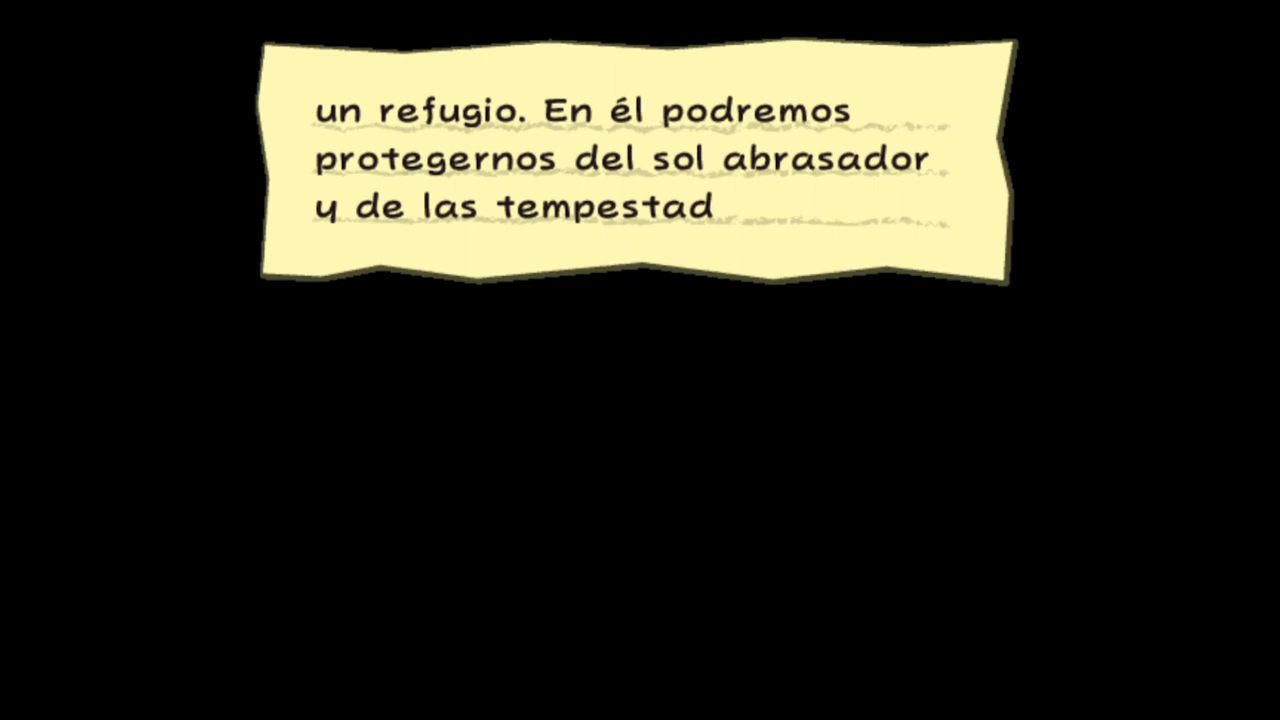 un refugio. En él podremos
protegernos del sol abrasador
y de las tempestad